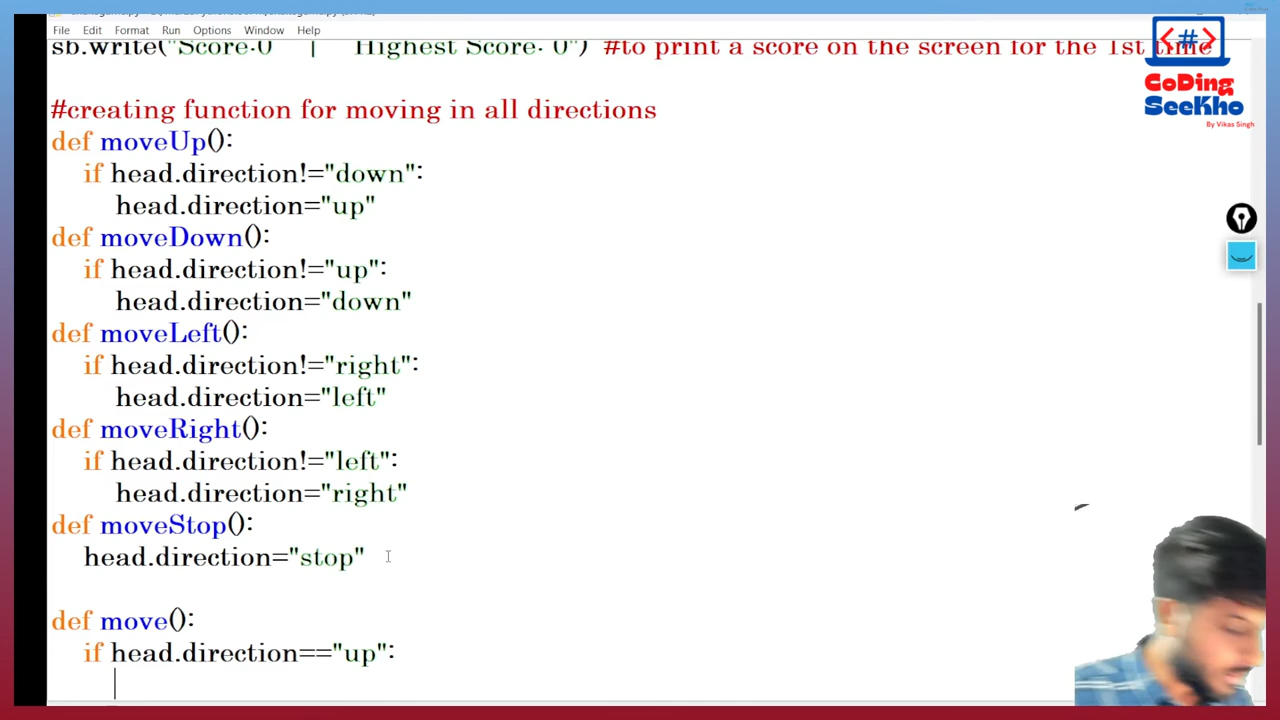 File Edit Format Run Options Window Help
sb.write("Score:0 | Highest Score: 0") #to print a score on the screen for the 1st time
<#>
CoDing
SeeKho
By Vikas Singh
#creating function for moving in all directions
def moveUp():
if head.direction!="down":
head.direction="up"
def moveDown():
if head.direction!="up":
head.direction="down"
def moveLeft():
if head.direction!="right":
head.direction="left"
def moveRight():
if head.direction!="left":
head.direction="right"
def moveStop():
head.direction="stop"
def move():
if head.direction=="up":